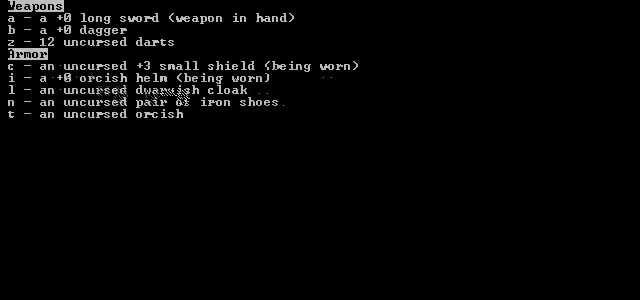 Weapons
a - a +0 long sword (weapon in hand)
b - a +0 dagger
z - 12 uncursed darts
Armor
c - an uncursed +3 small shield (being worn)
i - a +0 orcish helm (being worn)
l - an uncursed dwarvish cloak
n - an uncursed pair of iron shoes
t - an uncursed orcish